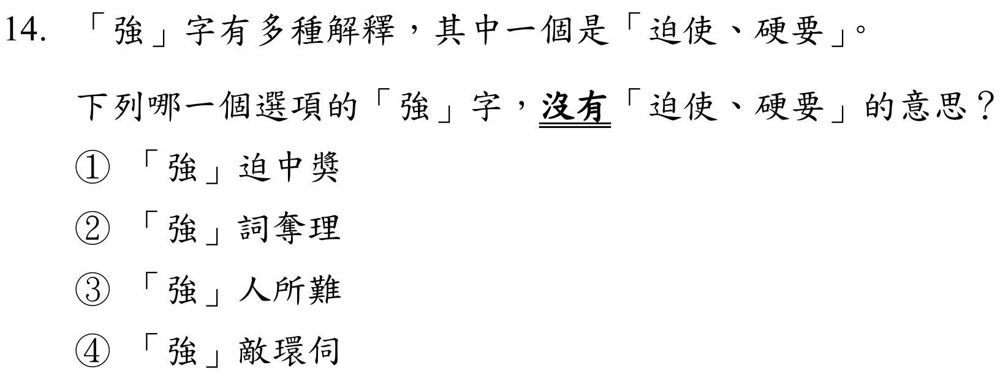 14. 「強」字有多種解釋，其中一個是「迫使、硬要」。
下列哪一個選項的「強」字，沒有「迫使、硬要」的意思？
① 「強」迫中獎
② 「強」詞奪理
③ 「強」人所難
④ 「強」敵環伺